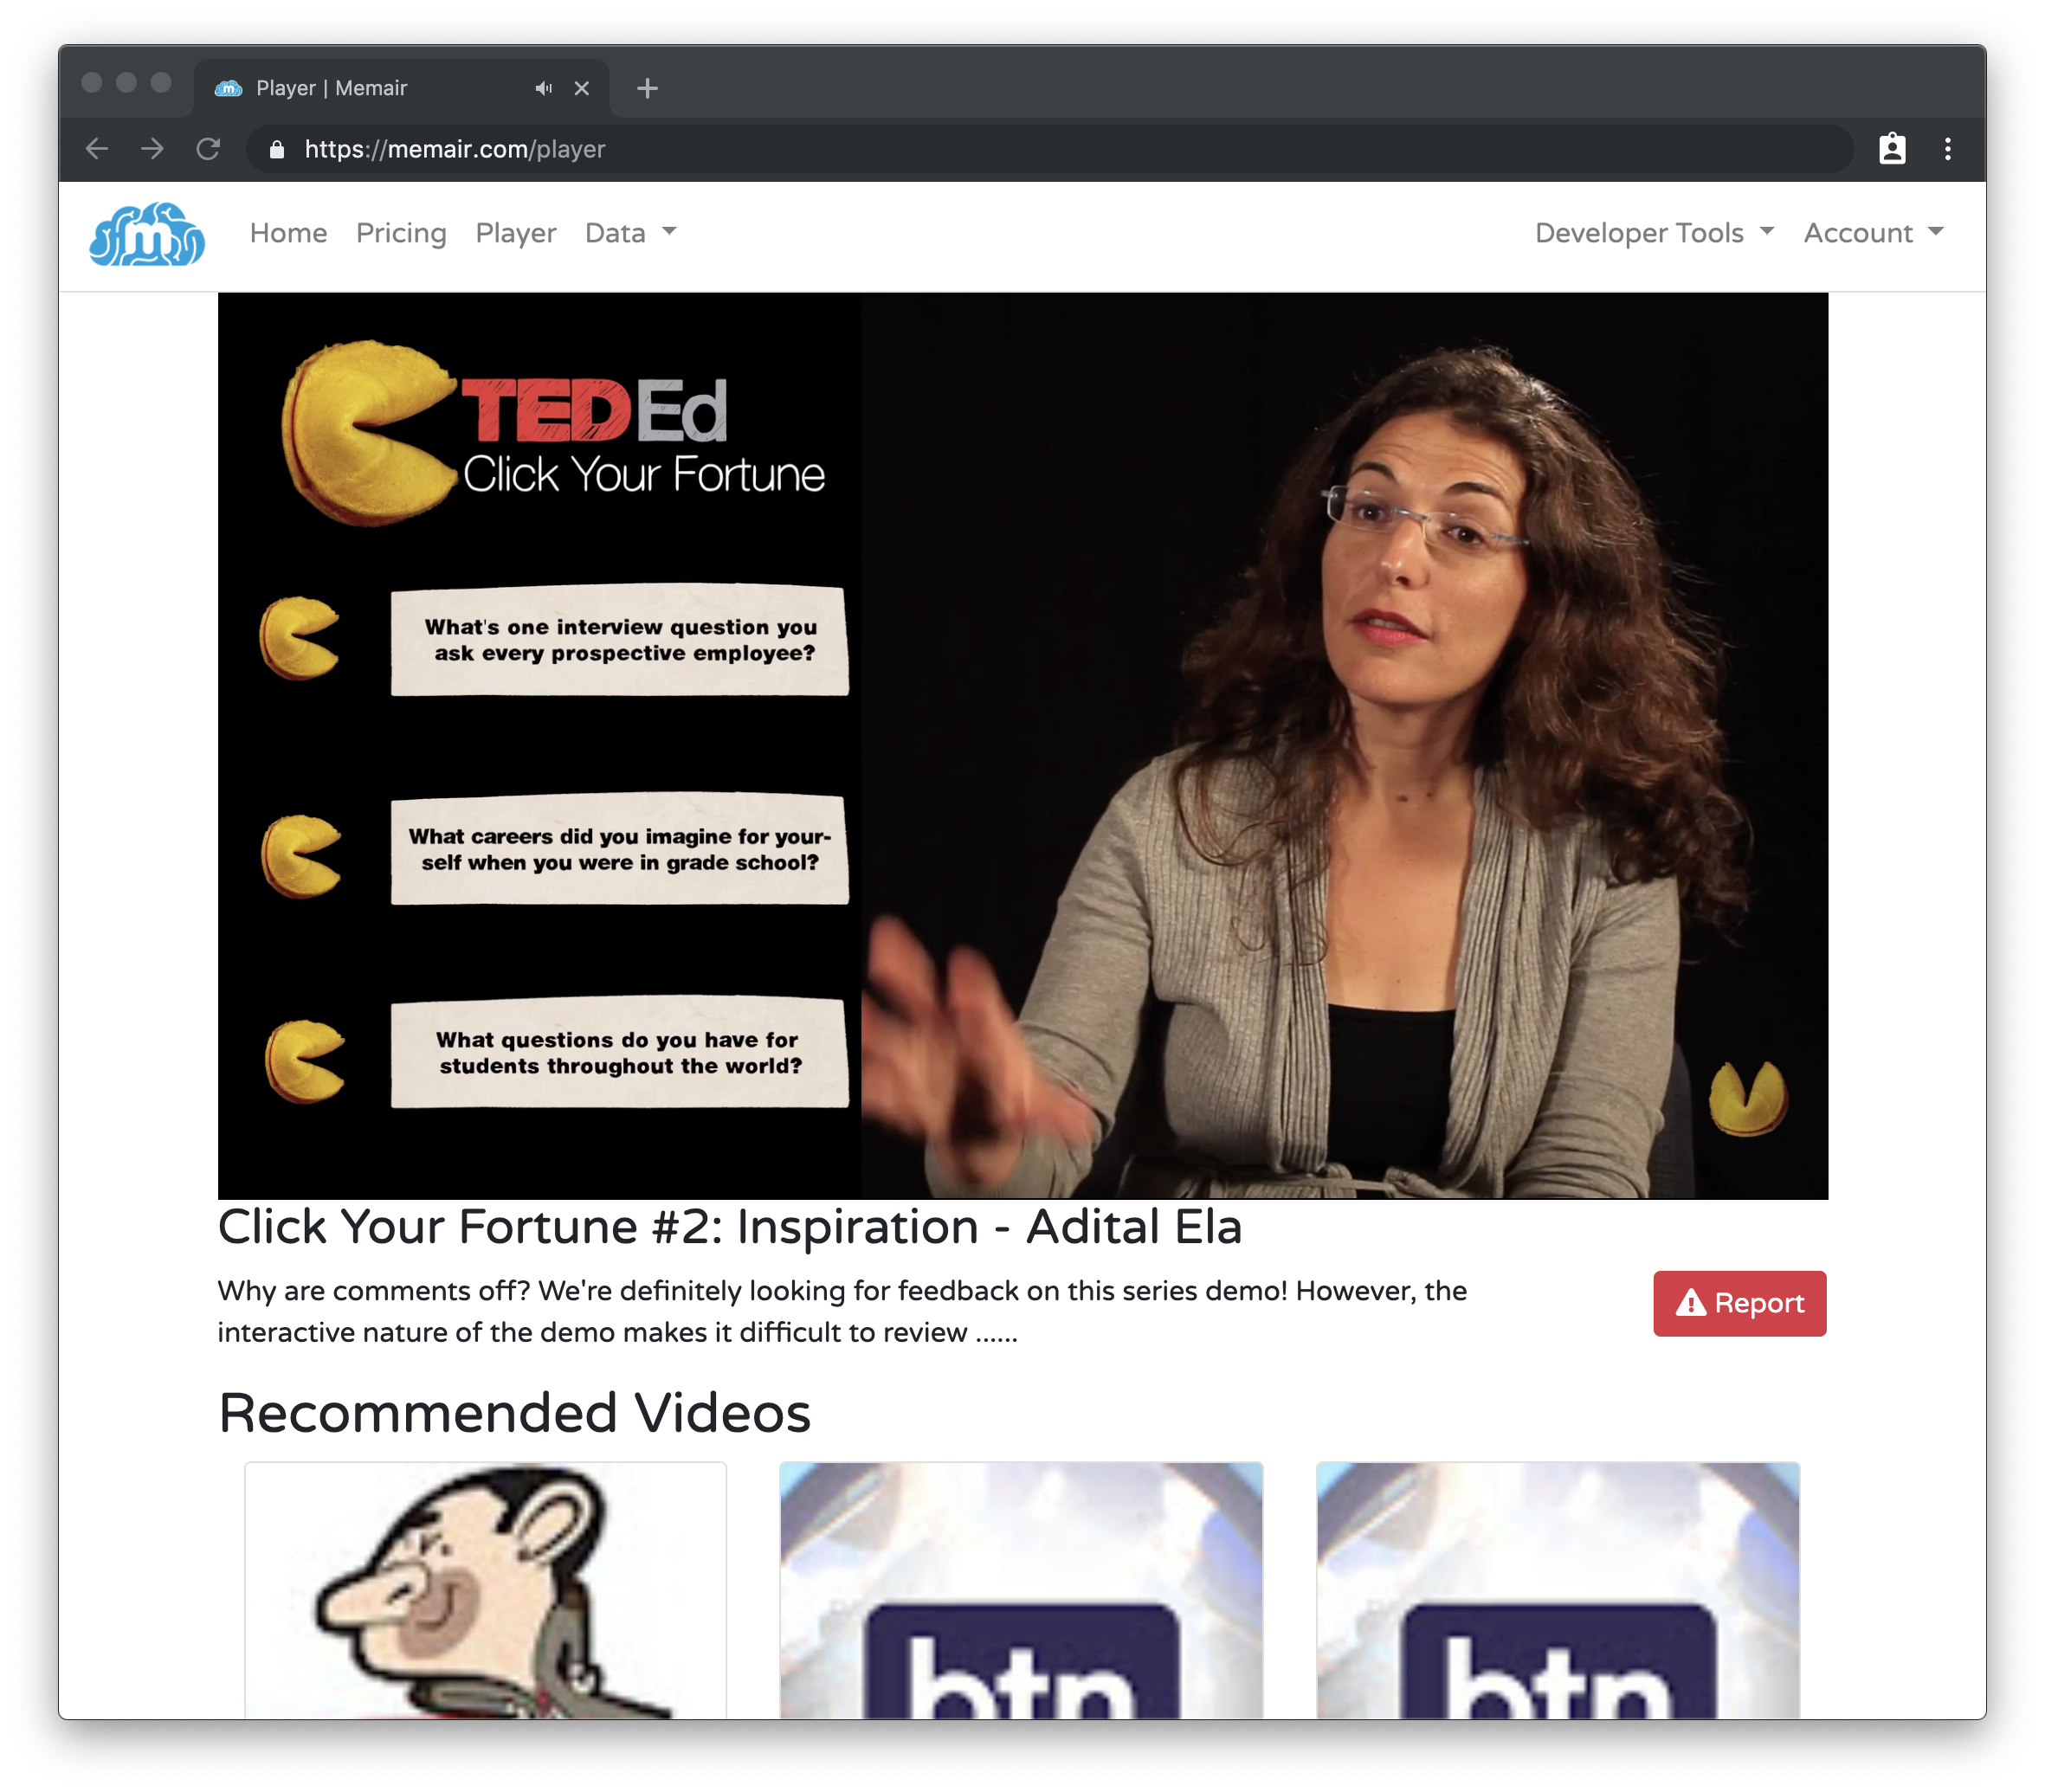 Player | Memair
https://memair.com/player
m
Home Pricing Player Data Developer Tools Account
TEDEd
Click Your Fortune
What's one interview question you
ask every prospective employee?
What careers did you imagine for your-
self when you were in grade school?
What questions do you have for
students throughout the world?
Click Your Fortune #2: Inspiration - Adital Ela
Why are comments off? We're definitely looking for feedback on this series demo! However, the
interactive nature of the demo makes it difficult to review ......
Report
Recommended Videos
btn
btn